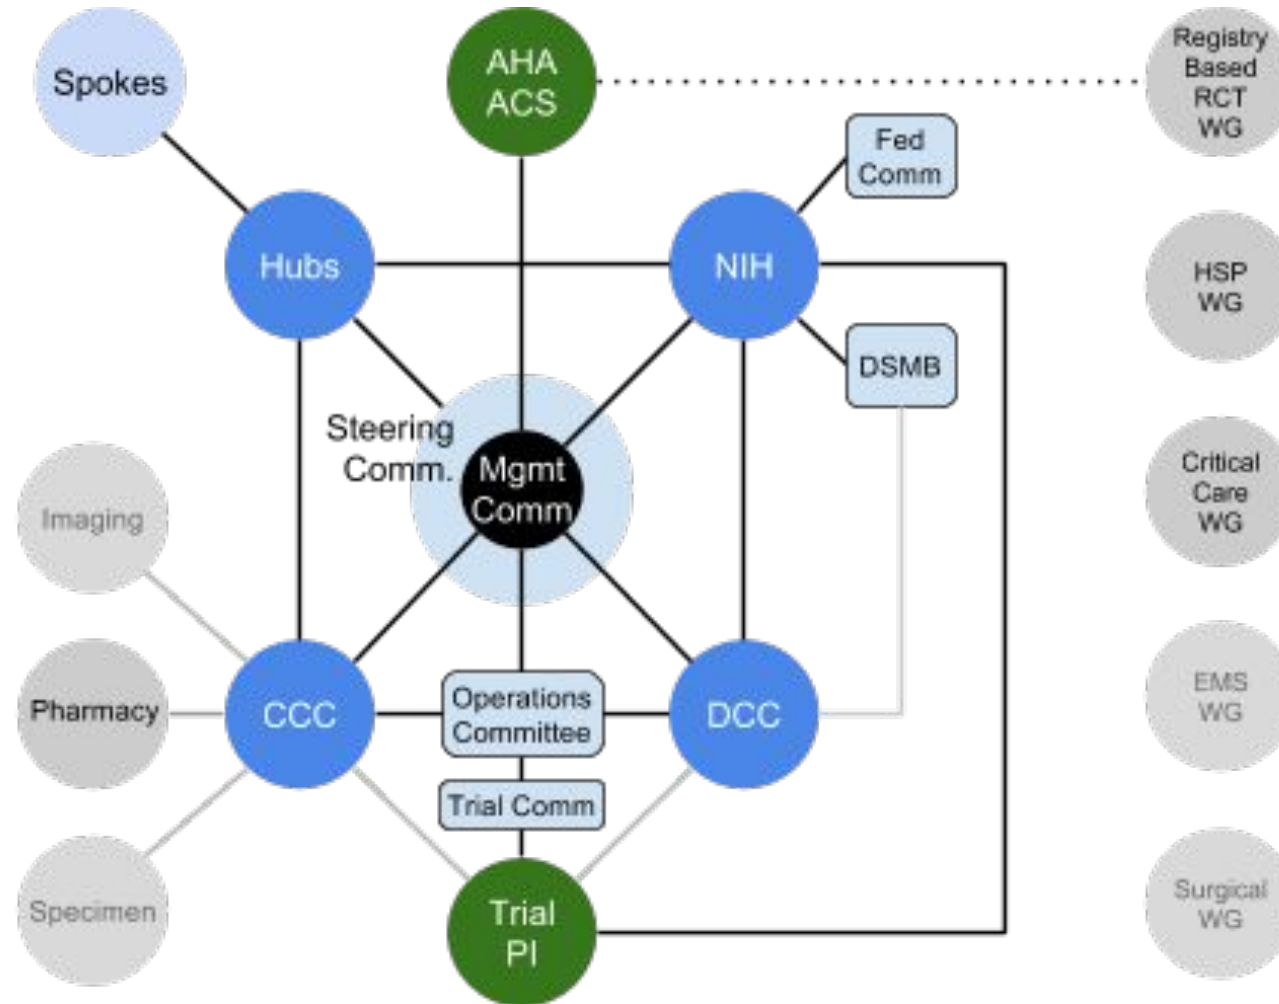 Spokes
AHA
ACS
Registry
Based
RCT
WG
Fed
Comm
Hubs
NIH
HSP
WG
DSMB
Steering
Comm.
Mgmt
Comm
Critical
Care
WG
Imaging
Pharmacy
CCC
Operations
Committee
DCC
EMS
WG
Trial Comm
Specimen
Trial
PI
Surgical
WG